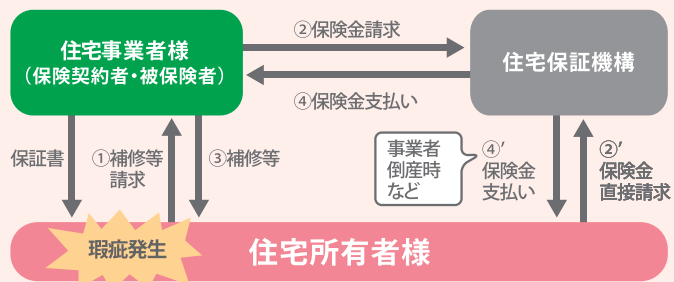 住宅事業者様
（保険契約者・被保険者）
②保険金請求
④保険金支払い
住宅保証機構
保証書
①補修等
請求
③補修等
事業者
倒産時
など
④’
保険金
支払い
②’
保険金
直接請求
瑕疵発生
住宅所有者様